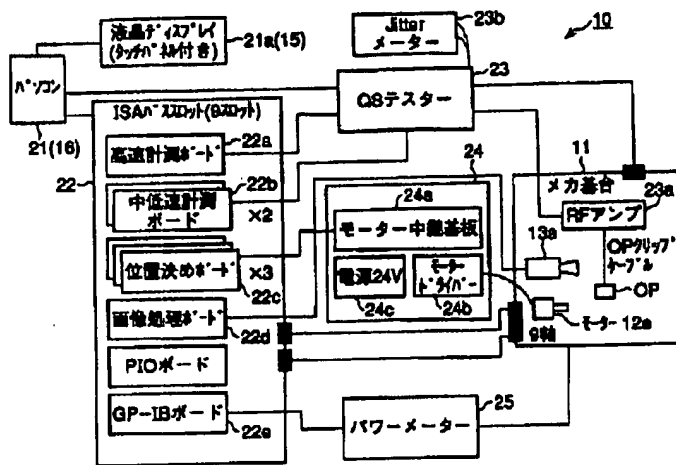 10
液晶ディスプレイ
(タッチパネル付き)
21a(15)
Jitter
メーター
23b
23
パソコン
21(16)
ISAバススロット(9スロット)
QSテスター
22
高速計測ボード
22a
中低速計測
ボード
22b
×2
位置決めボード
22c
×3
画像処理ボード
22d
PIOボード
GP-IBボード
22e
24
24a
モーター中継基板
電源24V
24c
モーター
ドライバー
24b
11
メカ基台
23a
RFアンプ
13a
OPクリップ
ケーブル
OP
モーター 12a
9軸
25
パワーメーター